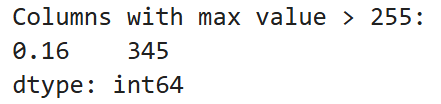 Columns with max value > 255:
0.16    345
dtype: int64